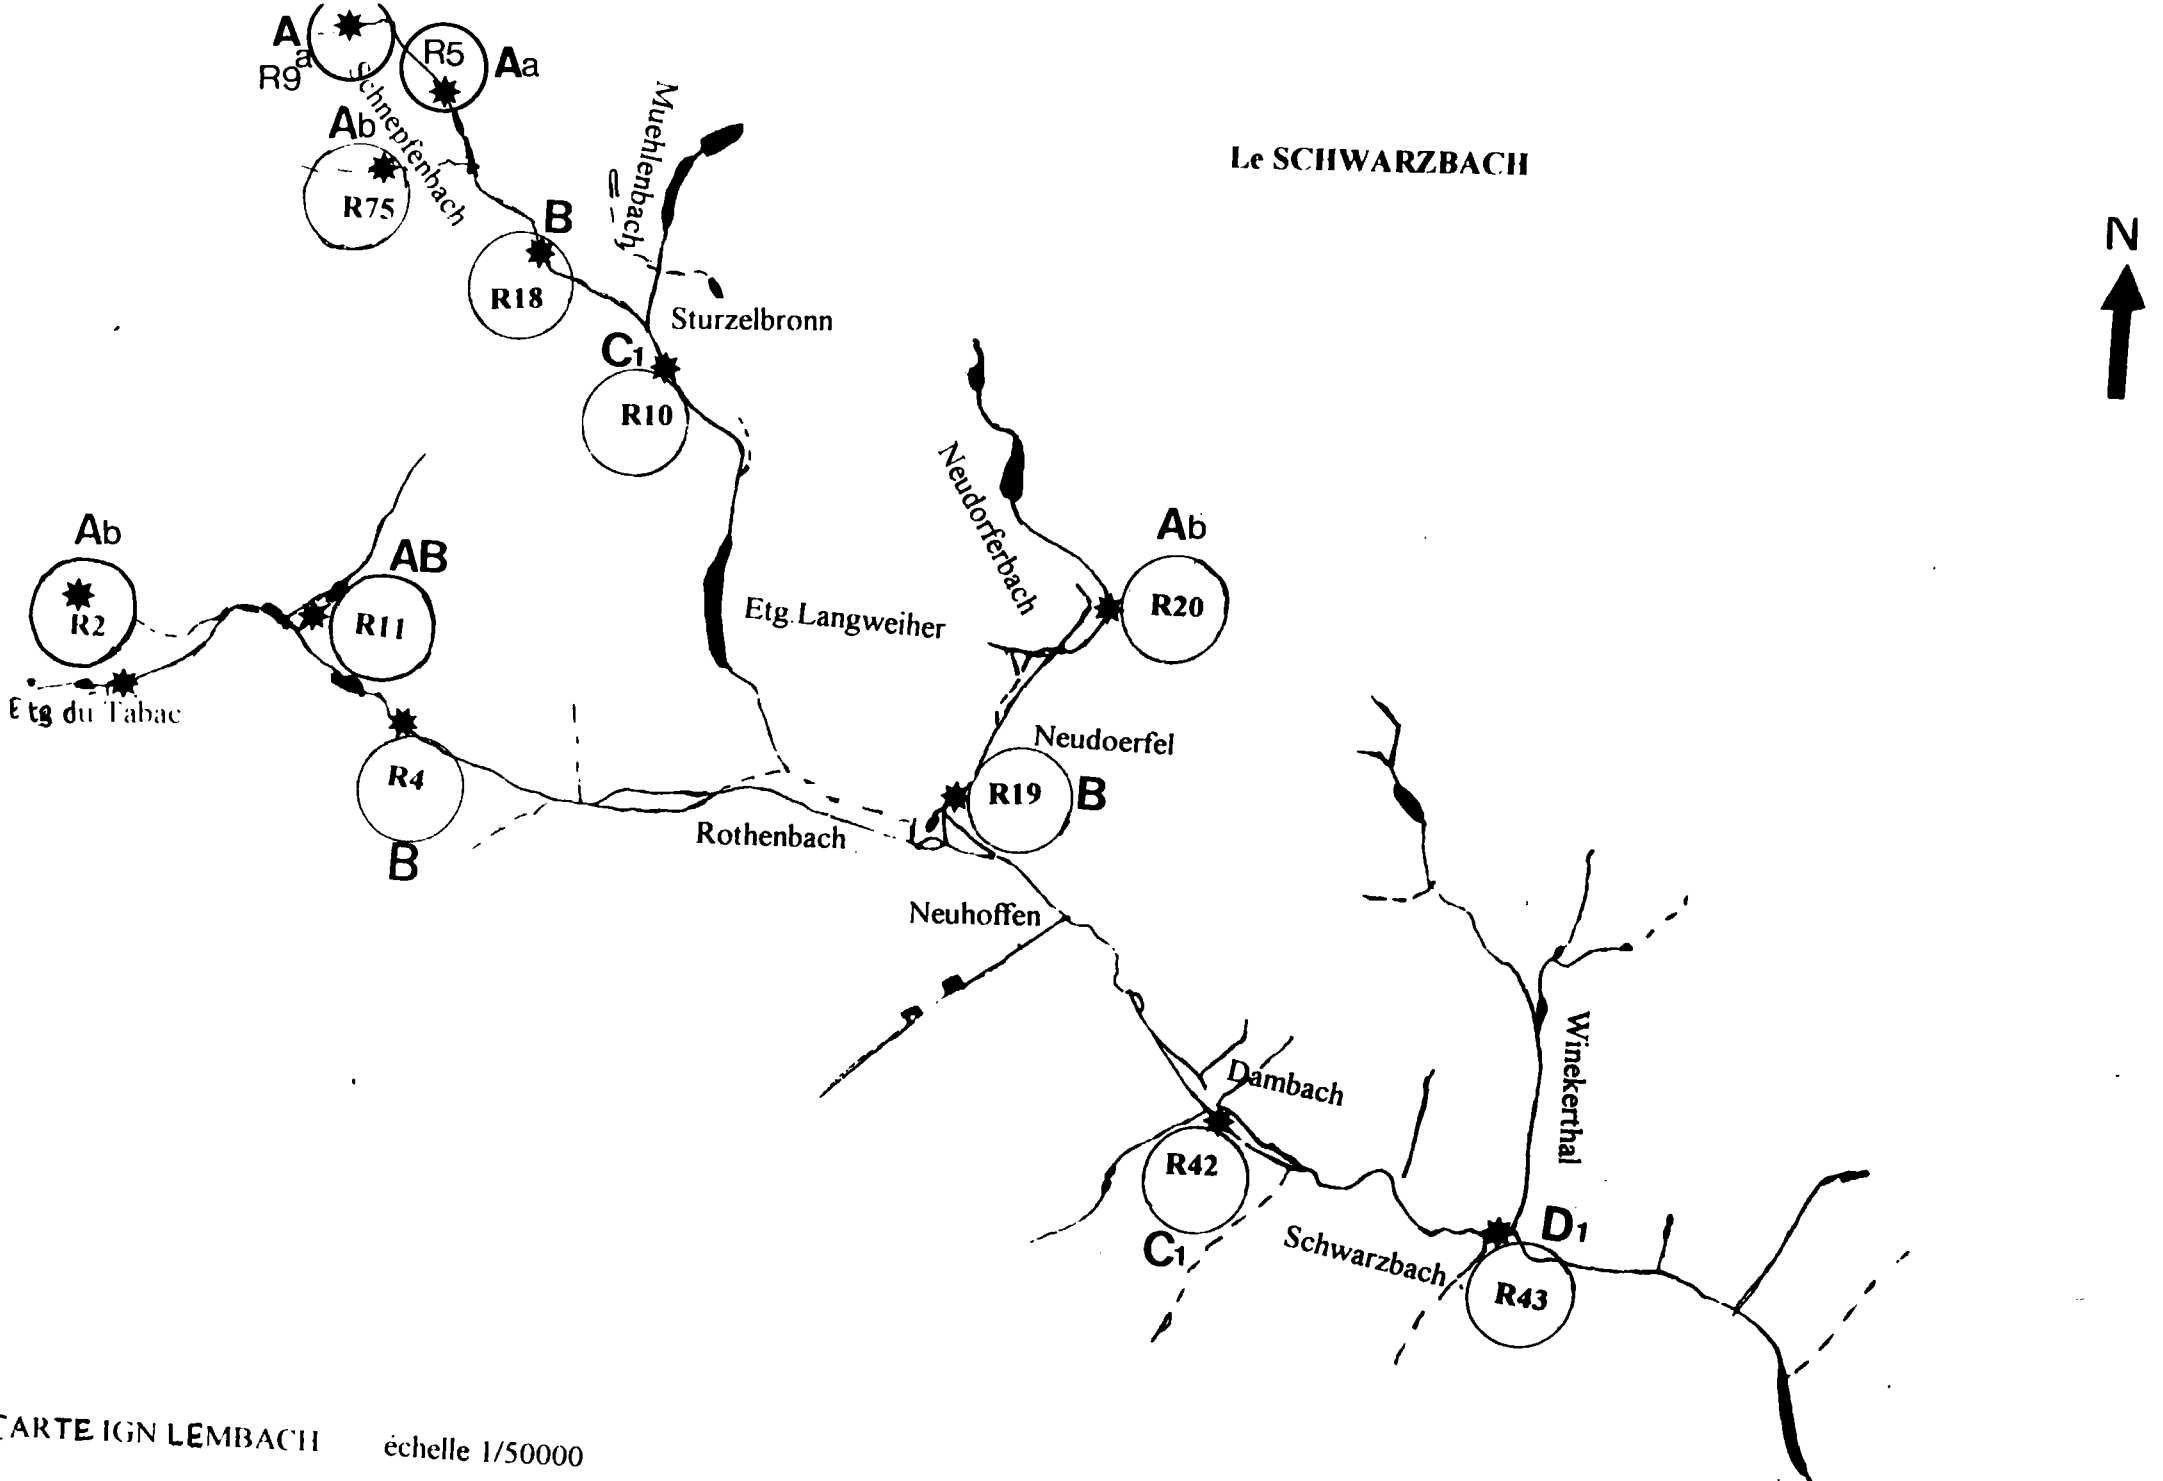 Le SCHWARZBACH
N
Aa
R9
R5
Aa
Schnepfenbach
Ab
R75
B
R18
Muehlenbach
Sturzelbronn
C1
R10
Neudorferbach
Ab
R20
Ab
R2
AB
R11
Etg. Langweiher
Etg du Tabac
R4
B
Neudoerfel
R19
B
Rothenbach
Neuhoffen
Dambach
Winekerthal
R42
C1
Schwarzbach
D1
R43
CARTE IGN LEMBACH
échelle 1/50000